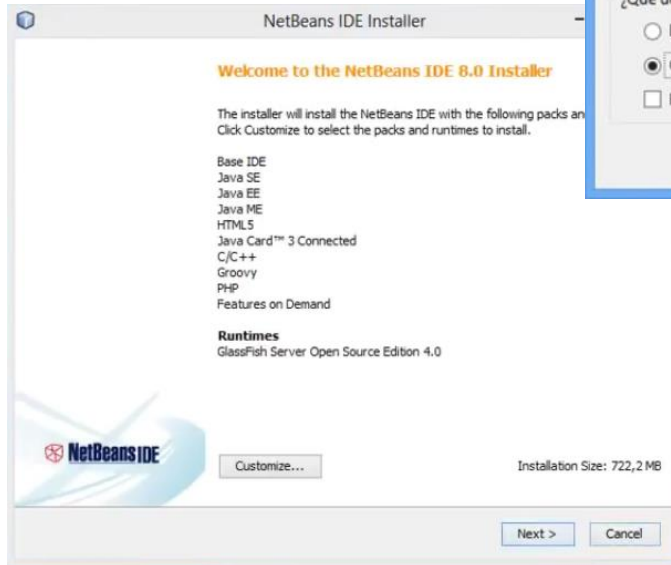 NetBeans IDE Installer
Welcome to the NetBeans IDE 8.0 Installer
The installer will install the NetBeans IDE with the following packs an
Click Customize to select the packs and runtimes to install.
Base IDE
Java SE
Java EE
Java ME
HTML5
Java Card™ 3 Connected
C/C++
Groovy
PHP
Features on Demand
Runtimes
GlassFish Server Open Source Edition 4.0
NetBeans IDE
Customize...
Installation Size: 722,2 MB
Next >
Cancel